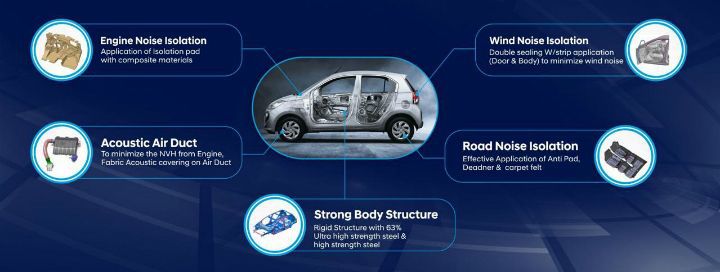 Engine Noise Isolation
Application of Isolation pad
with composite materials
Wind Noise Isolation
Double sealing W/strip application
(Door & Body) to minimize wind noise
Acoustic Air Duct
To minimize the NVH from Engine,
Fabric Acoustic covering on Air Duct
Road Noise Isolation
Effective Application of Anti Pad,
Deadner & carpet felt
Strong Body Structure
Rigid Structure with 63%
Ultra high strength steel &
high strength steel